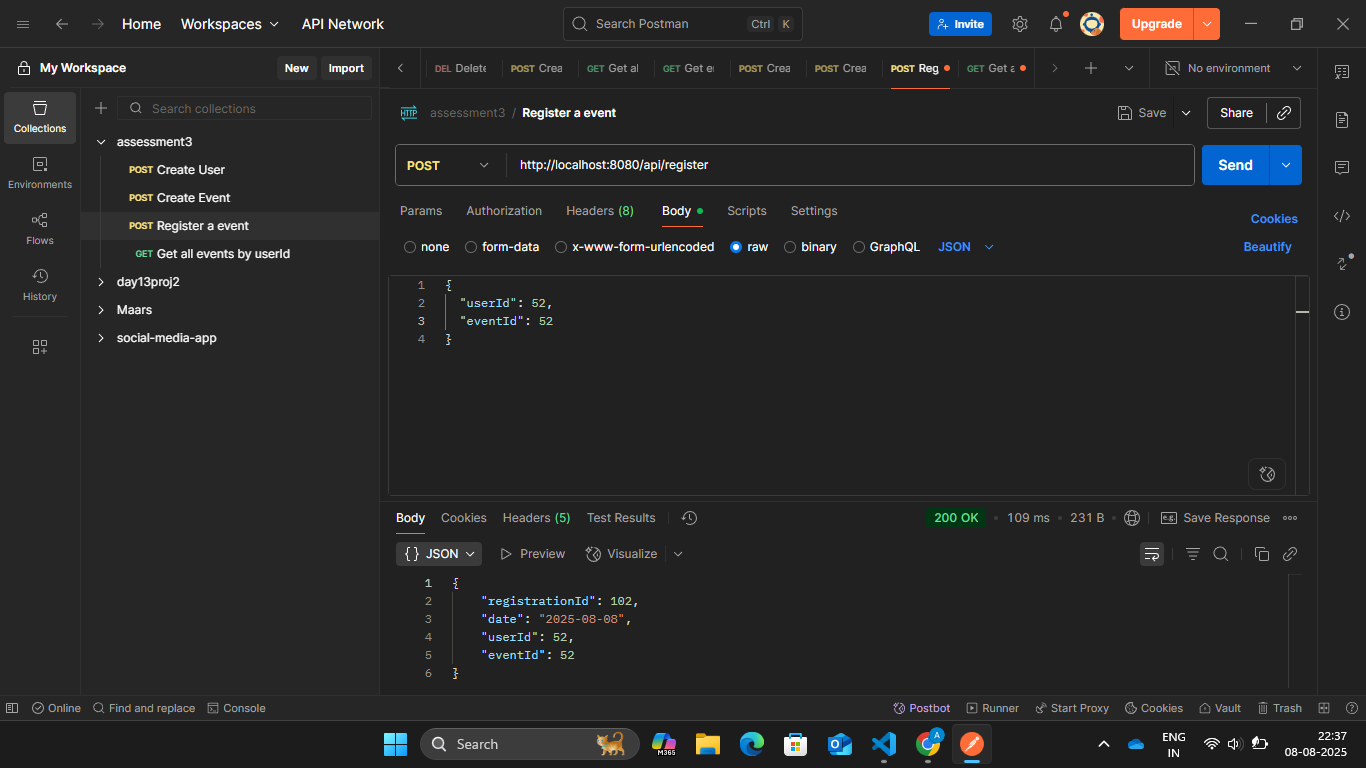 Home Workspaces API Network Search Postman Ctrl K Invite Upgrade
My Workspace New Import DEL Delete POST Crea GET Get al GET Get e POST Crea POST Crea POST Reg GET Get a No environment
Collections
Environments
Flows
History
Search collections
assessment3
POST Create User
POST Create Event
POST Register a event
GET Get all events by userId
day13proj2
Maars
social-media-app
HTTP assessment3 / Register a event Save Share
POST http://localhost:8080/api/register Send
Params Authorization Headers (8) Body Scripts Settings Cookies
none form-data x-www-form-urlencoded raw binary GraphQL JSON Beautify
1 {
2 "userId": 52,
3 "eventId": 52
4 }
Body Cookies Headers (5) Test Results 200 OK • 109 ms • 231 B • e.g. Save Response
{} JSON Preview Visualize
1 {
2 "registrationId": 102,
3 "date": "2025-08-08",
4 "userId": 52,
5 "eventId": 52
6 }
Online Find and replace Console Postbot Runner Start Proxy Cookies Vault Trash
Search M365 A ENG 22:37
IN 08-08-2025